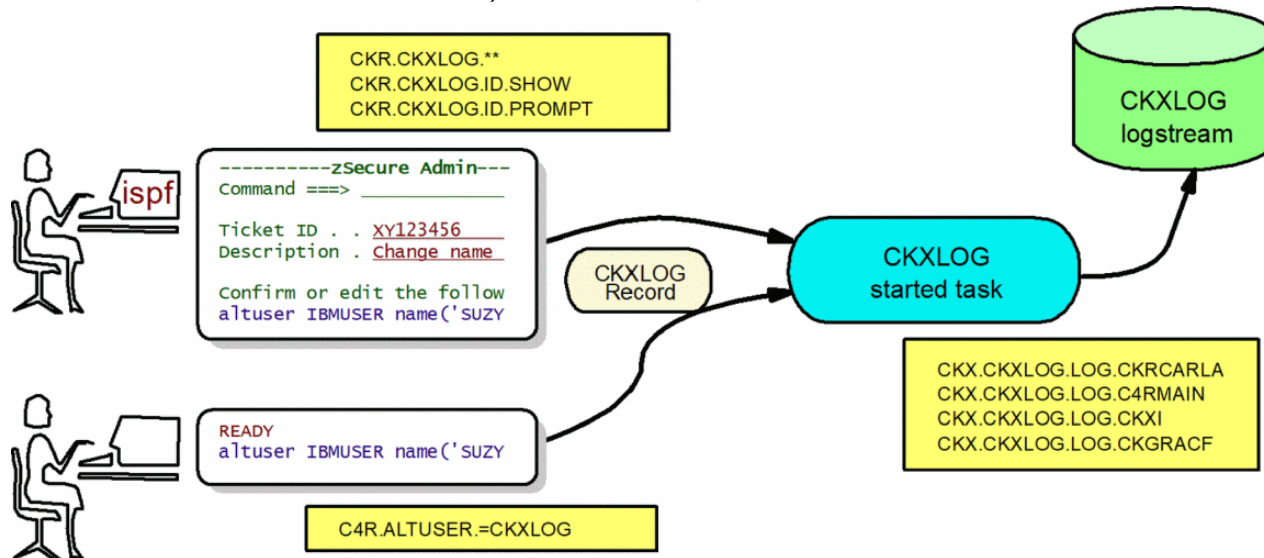 CKR.CKXLOG.**
CKR.CKXLOG.ID.SHOW
CKR.CKXLOG.ID.PROMPT
CKXLOG
logstream
ispf
----------zSecure Admin---
Command ===> _____________
Ticket ID . . XY123456
Description . Change name
Confirm or edit the follow
altuser IBMUSER name('SUZY
CKXLOG
Record
CKXLOG
started task
CKX.CKXLOG.LOG.CKRCARLA
CKX.CKXLOG.LOG.C4RMAIN
CKX.CKXLOG.LOG.CKXI
CKX.CKXLOG.LOG.CKGRACF
READY
altuser IBMUSER name('SUZY
C4R.ALTUSER.=CKXLOG